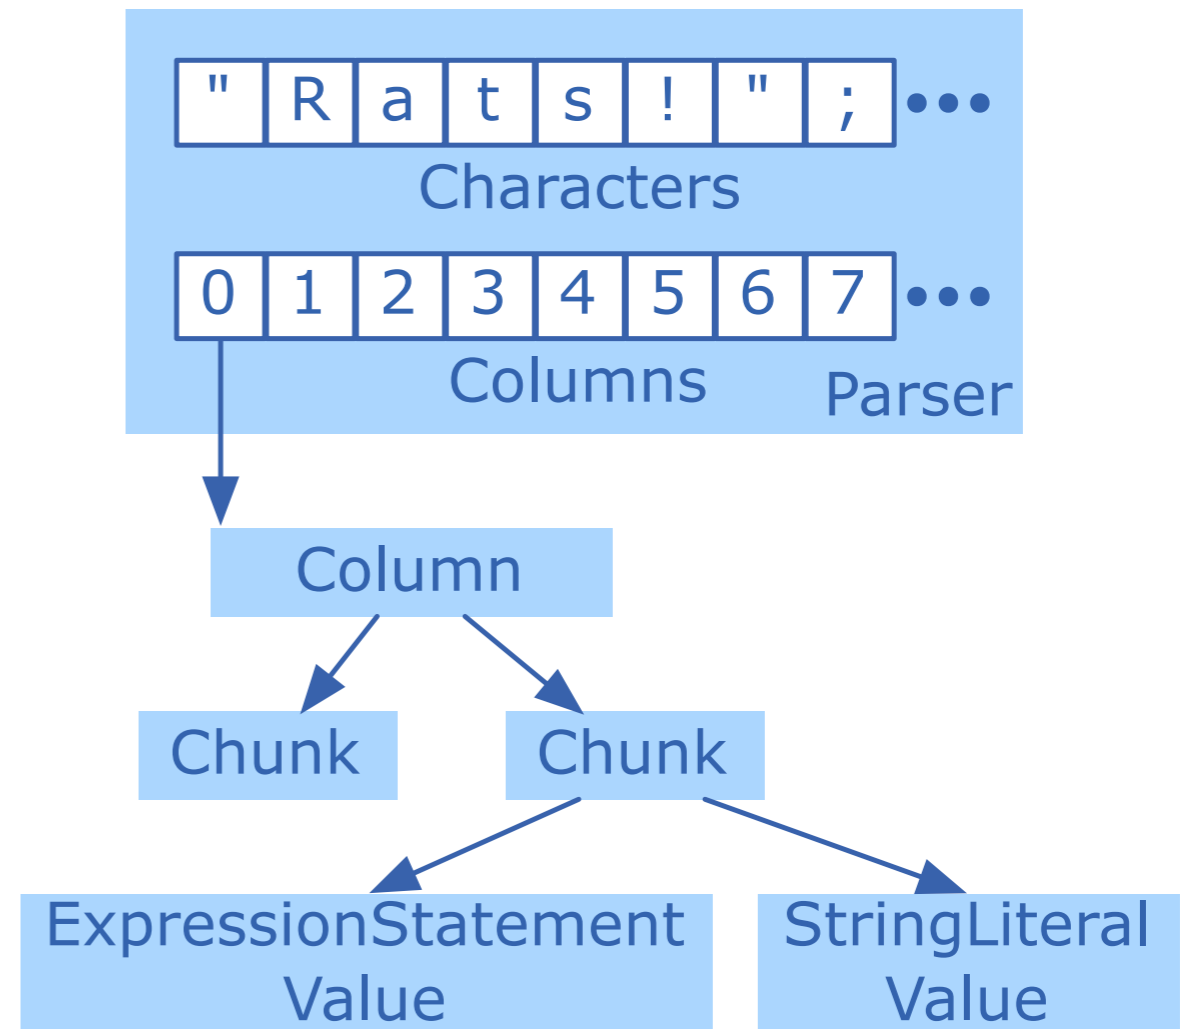 " R a t s ! " ; •••
Characters
0 1 2 3 4 5 6 7 •••
Columns
Parser
Column
Chunk
Chunk
ExpressionStatement
Value
StringLiteral
Value